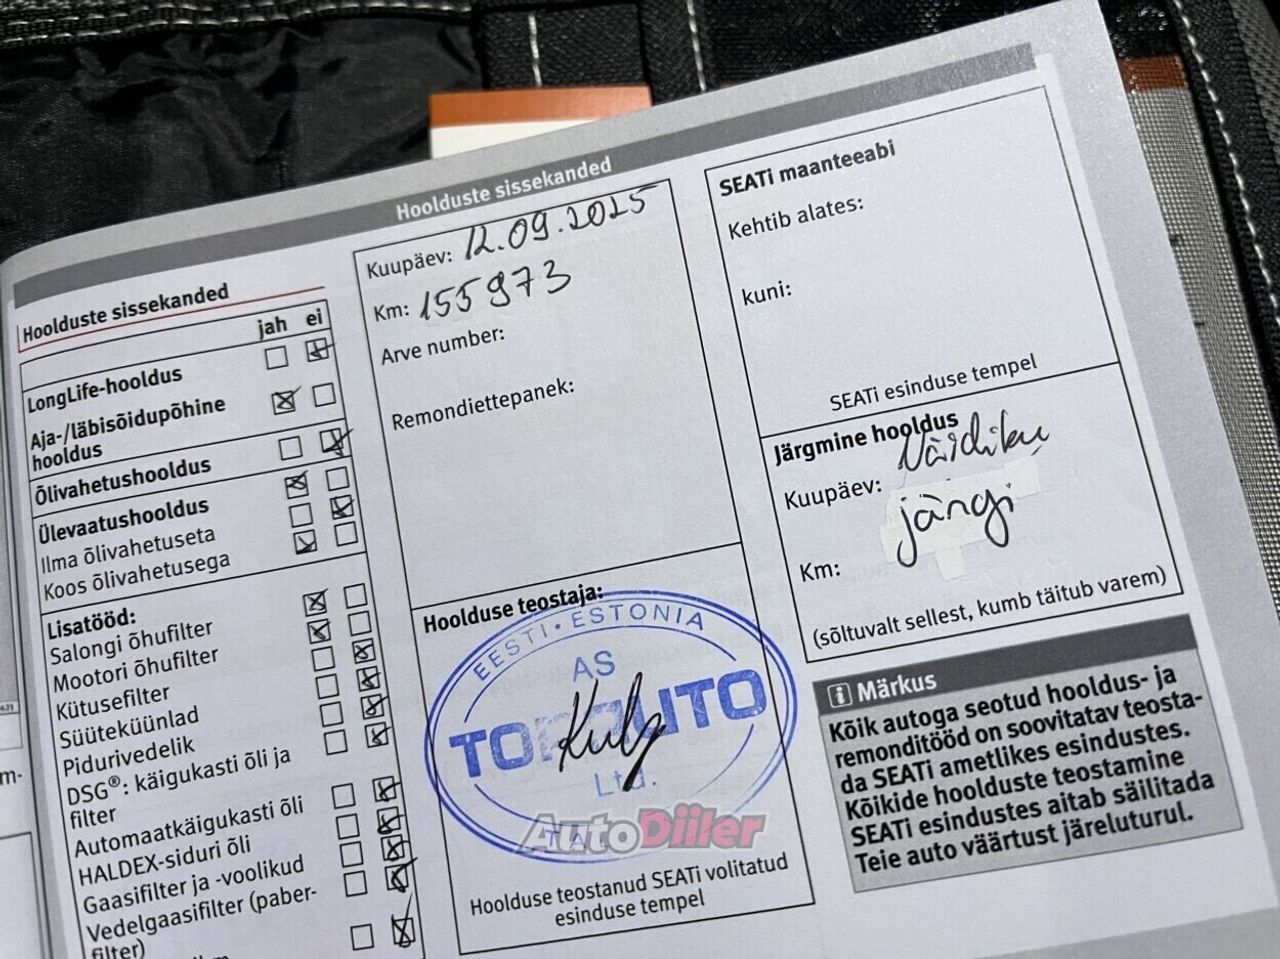 Hoolduste sissekanded
Hoolduste sissekanded
jah ei
LongLife-hooldus
Aja-/läbisõidupõhine
hooldus
Õlivahetushooldus
Ülevaatushooldus
Ilma õlivahetuseta
Koos õlivahetusega
Lisatööd:
Salongi õhufilter
Mootori õhufilter
Kütusefilter
Süüteküünlad
Pidurivedelik
DSG®: käigukasti õli ja
filter
Automaatkäigukasti õli
HALDEX-siduri õli
Gaasifilter ja -voolikud
Vedelgaasifilter (paber-
filter)
Kuupäev: 12.09.2025
Km: 155973
Arve number:
Remondiettepanek:
Hoolduse teostaja:
EESTI • ESTONIA
AS
TOPAUTO
Ltd.
AutoDiiler
Hoolduse teostanud SEATi volitatud
esinduse tempel
SEATi maanteeabi
Kehtib alates:
kuni:
SEATi esinduse tempel
Järgmine hooldus
Näidiku
Kuupäev:
järgi
Km:
(sõltuvalt sellest, kumb täitub varem)
i Märkus
Kõik autoga seotud hooldus- ja
remonditööd on soovitatav teosta-
da SEATi ametlikes esindustes.
Kõikide hoolduste teostamine
SEATi esindustes aitab säilitada
Teie auto väärtust järeluturul.